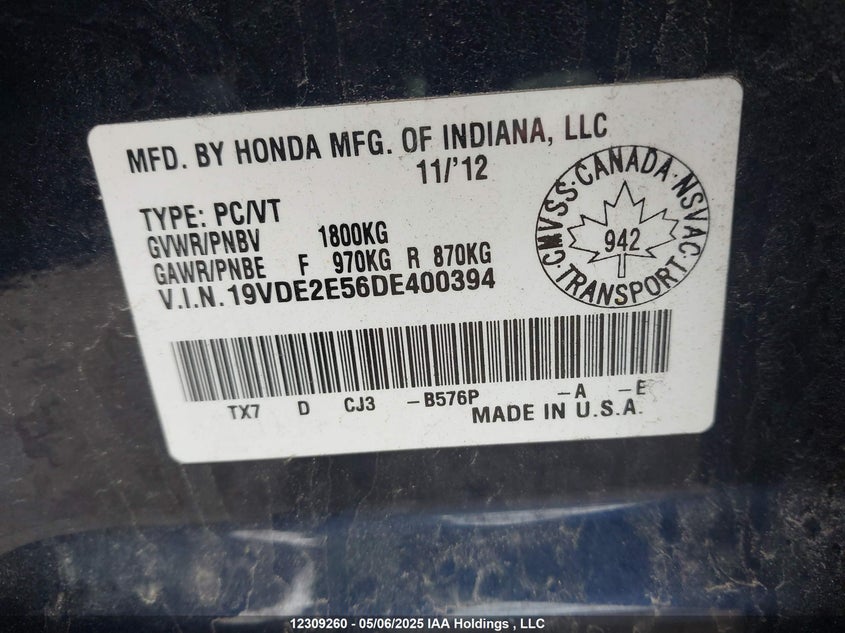 MFD. BY HONDA MFG. OF INDIANA, LLC
11/'12
TYPE: PC/VT
GVWR/PNBV 1800KG
GAWR/PNBE F 970KG R 870KG
V.I.N. 19VDE2E56DE400394
CMVSS·CANADA·NSVAC·TRANSPORT·
942
TX7 D CJ3 -B576P -A -E
MADE IN U.S.A.
12309260 - 05/06/2025 IAA Holdings , LLC